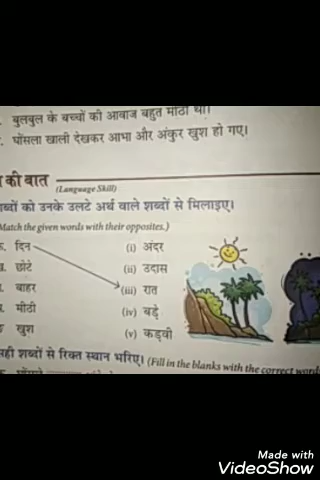 बुलबुल के बच्चों की आवाज बहुत मीठी थी।
घोंसला खाली देखकर आभा और अंकुर खुश हो गए।
की बात
(Language Skill)
शब्दों को उनके उलटे अर्थ वाले शब्दों से मिलाइए।
Match the given words with their opposites.)
दिन (i) अंदर
छोटे (ii) उदास
बाहर (iii) रात
मीठी (iv) बड़े
खुश (v) कड़वी
सही शब्दों से रिक्त स्थान भरिए। (Fill in the blanks with the correct words
Made with
VideoShow